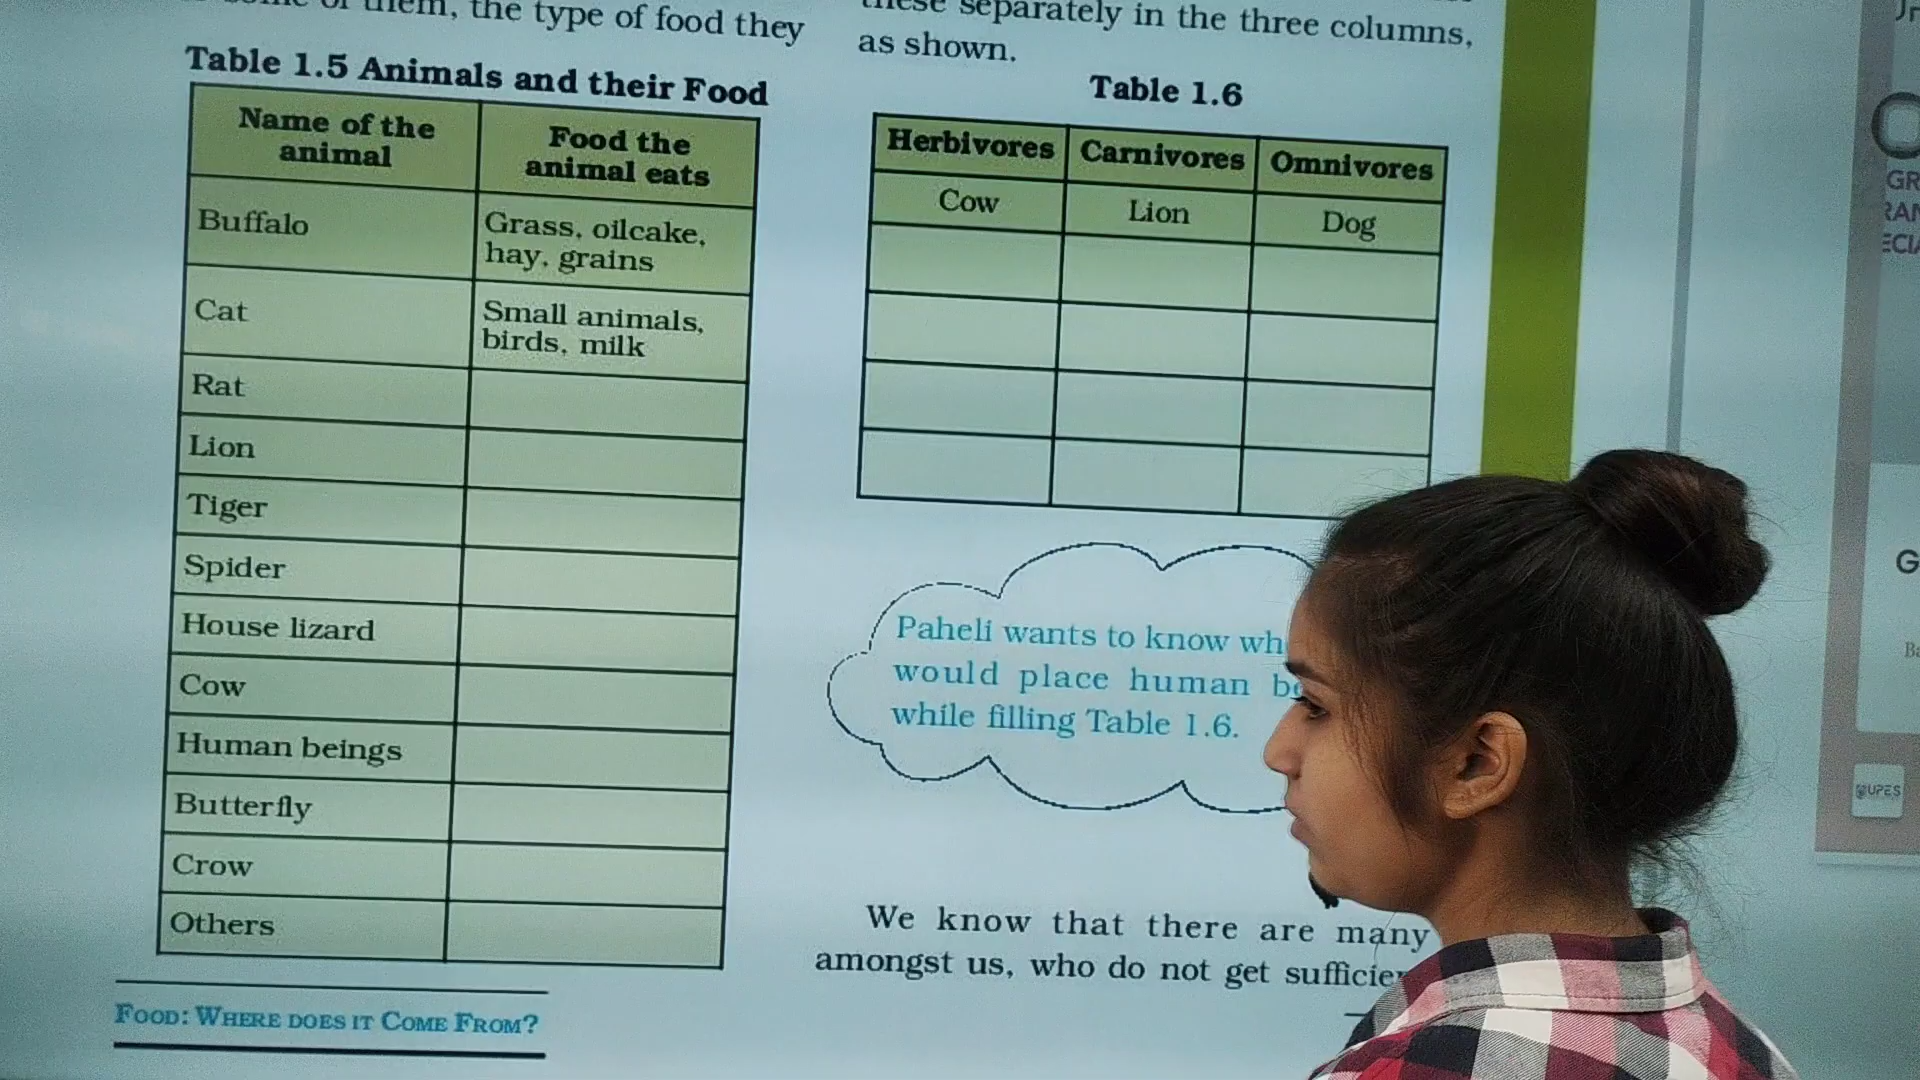 of them, the type of food they
Table 1.5 Animals and their Food
Name of the animal
Food the animal eats
Buffalo
Grass, oilcake,
hay, grains
Cat
Small animals,
birds, milk
Rat
Lion
Tiger
Spider
House lizard
Cow
Human beings
Butterfly
Crow
Others
FOOD: WHERE DOES IT COME FROM?
these separately in the three columns,
as shown.
Table 1.6
Herbivores Carnivores Omnivores
Cow Lion Dog
Paheli wants to know
would place human
while filling Table 1.6.
We know that there are many
amongst us, who do not get
UPES